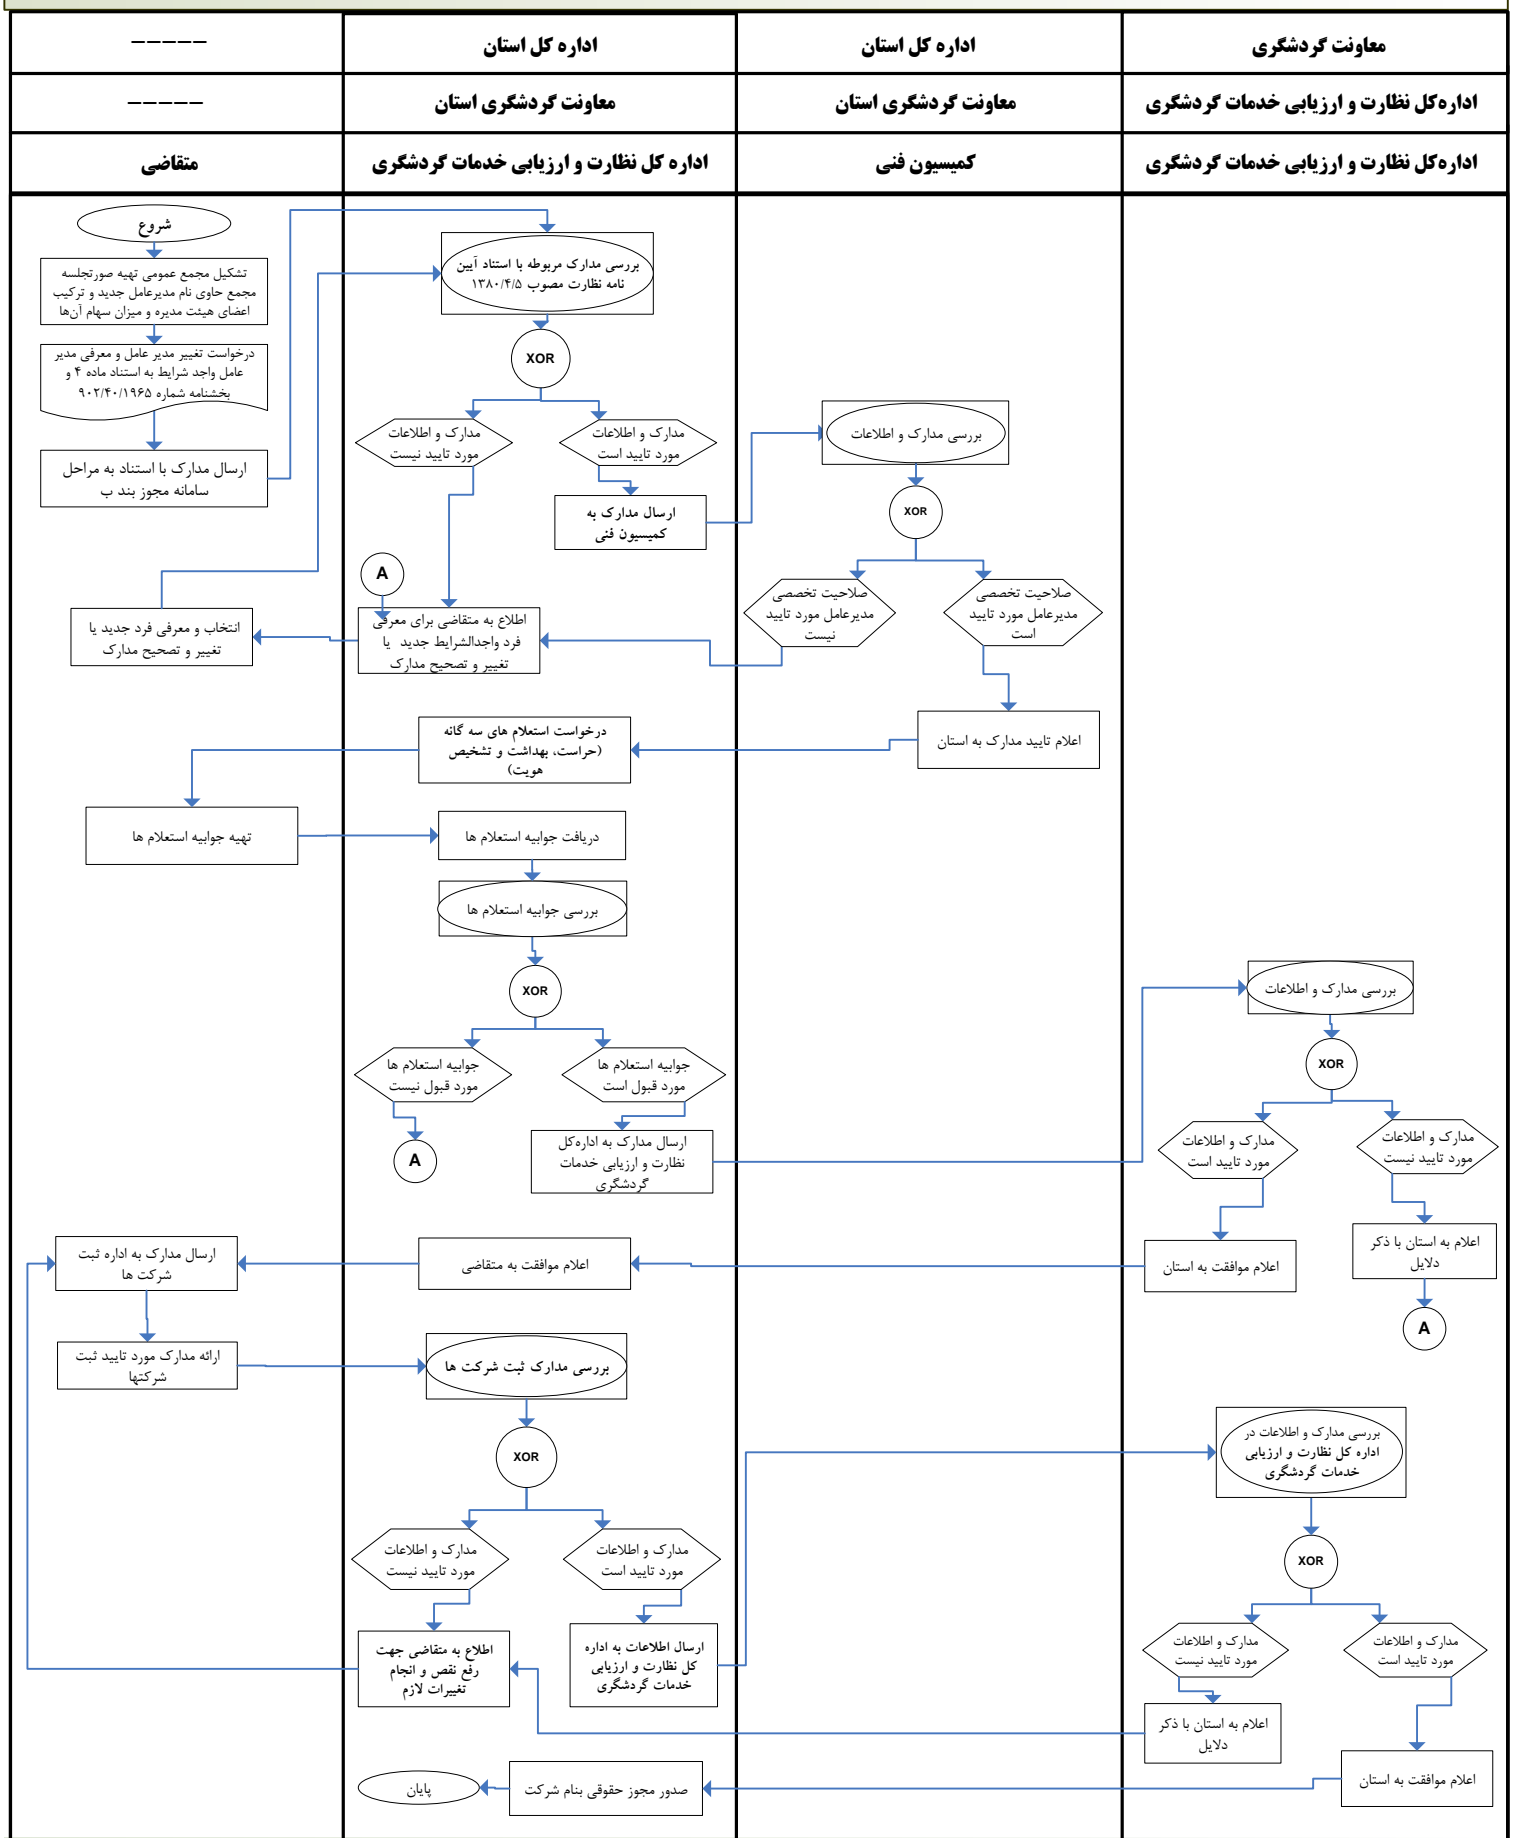 معاونت گردشگری
اداره کل استان
اداره کل استان
-----
اداره‌کل نظارت و ارزیابی خدمات گردشگری
معاونت گردشگری استان
معاونت گردشگری استان
-----
اداره‌کل نظارت و ارزیابی خدمات گردشگری
کمیسیون فنی
اداره کل نظارت و ارزیابی خدمات گردشگری
متقاضی
شروع
تشکیل مجمع عمومی تهیه صورتجلسه
مجمع حاوی نام مدیرعامل جدید و ترکیب
اعضای هیئت مدیره و میزان سهام آن‌ها
درخواست تغییر مدیر عامل و معرفی مدیر
عامل واجد شرایط به استناد ماده ۴ و
بخشنامه شماره ۹۰۲/۴۰/۱۹۶۵
ارسال مدارک با استناد به مراحل
سامانه مجوز بند ب
بررسی مدارک مربوطه با استناد آیین
نامه نظارت مصوب ۱۳۸۰/۴/۵
XOR
مدارک و اطلاعات
مورد تایید است
مدارک و اطلاعات
مورد تایید نیست
ارسال مدارک به
کمیسیون فنی
بررسی مدارک و اطلاعات
XOR
صلاحیت تخصصی
مدیرعامل مورد تایید
است
صلاحیت تخصصی
مدیرعامل مورد تایید
نیست
A
اطلاع به متقاضی برای معرفی
فرد واجدالشرایط جدید یا
تغییر و تصحیح مدارک
انتخاب و معرفی فرد جدید یا
تغییر و تصحیح مدارک
اعلام تایید مدارک به استان
درخواست استعلام های سه گانه
(حراست، بهداشت و تشخیص
هویت)
تهیه جوابیه استعلام ها
دریافت جوابیه استعلام ها
بررسی جوابیه استعلام ها
XOR
جوابیه استعلام ها
مورد قبول است
جوابیه استعلام ها
مورد قبول نیست
A
ارسال مدارک به اداره‌کل
نظارت و ارزیابی خدمات
گردشگری
بررسی مدارک و اطلاعات
XOR
مدارک و اطلاعات
مورد تایید نیست
مدارک و اطلاعات
مورد تایید است
اعلام به استان با ذکر
دلایل
A
اعلام موافقت به استان
اعلام موافقت به متقاضی
ارسال مدارک به اداره ثبت
شرکت ها
ارائه مدارک مورد تایید ثبت
شرکتها
بررسی مدارک ثبت شرکت ها
XOR
مدارک و اطلاعات
مورد تایید است
مدارک و اطلاعات
مورد تایید نیست
ارسال اطلاعات به اداره
کل نظارت و ارزیابی
خدمات گردشگری
اطلاع به متقاضی جهت
رفع نقص و انجام
تغییرات لازم
بررسی مدارک و اطلاعات در
اداره کل نظارت و ارزیابی
خدمات گردشگری
XOR
مدارک و اطلاعات
مورد تایید است
مدارک و اطلاعات
مورد تایید نیست
اعلام به استان با ذکر
دلایل
اعلام موافقت به استان
صدور مجوز حقوقی بنام شرکت
پایان